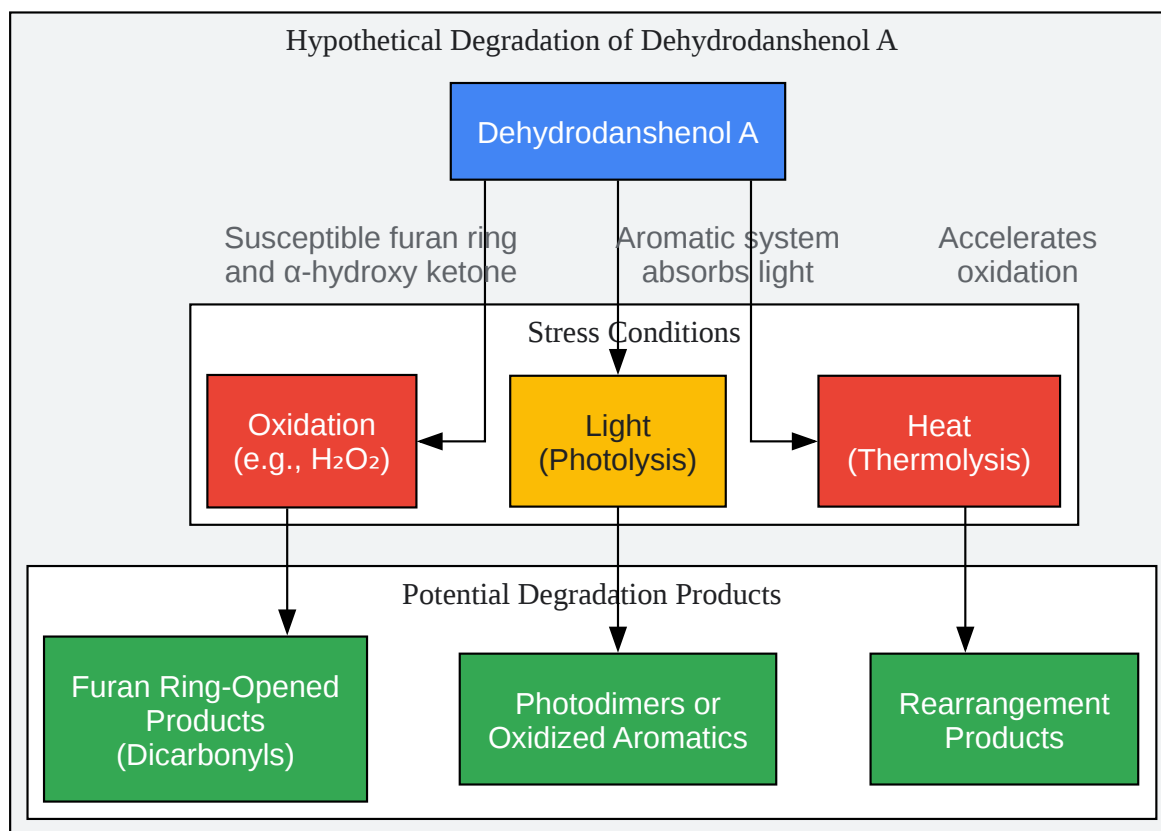 Hypothetical Degradation of Dehydrodanshenol A
Dehydrodanshenol A
Susceptible furan ring
and α-hydroxy ketone
Aromatic system
absorbs light
Accelerates
oxidation
Stress Conditions
Oxidation
(e.g., H₂O₂)
Light
(Photolysis)
Heat
(Thermolysis)
Potential Degradation Products
Furan Ring-Opened
Products
(Dicarbonyls)
Photodimers or
Oxidized Aromatics
Rearrangement
Products